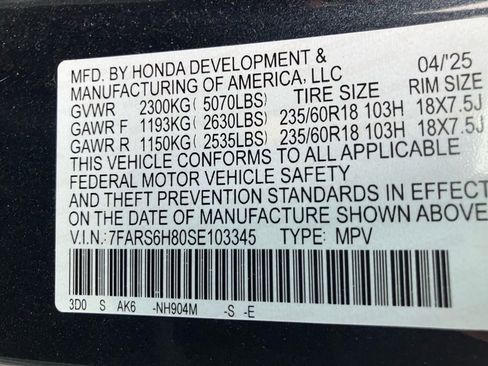 MFD. BY HONDA DEVELOPMENT & 04/'25
MANUFACTURING OF AMERICA, LLC
GVWR 2300KG ( 5070LBS) TIRE SIZE RIM SIZE
GAWR F 1193KG ( 2630LBS) 235/60R18 103H 18X7.5J
GAWR R 1150KG ( 2535LBS) 235/60R18 103H 18X7.5J
THIS VEHICLE CONFORMS TO ALL APPLICABLE
FEDERAL MOTOR VEHICLE SAFETY
AND THEFT PREVENTION STANDARDS IN EFFECT
ON THE DATE OF MANUFACTURE SHOWN ABOVE.
V.I.N.: 7FARS6H80SE103345 TYPE: MPV
3D0 S AK6 -NH904M -S -E